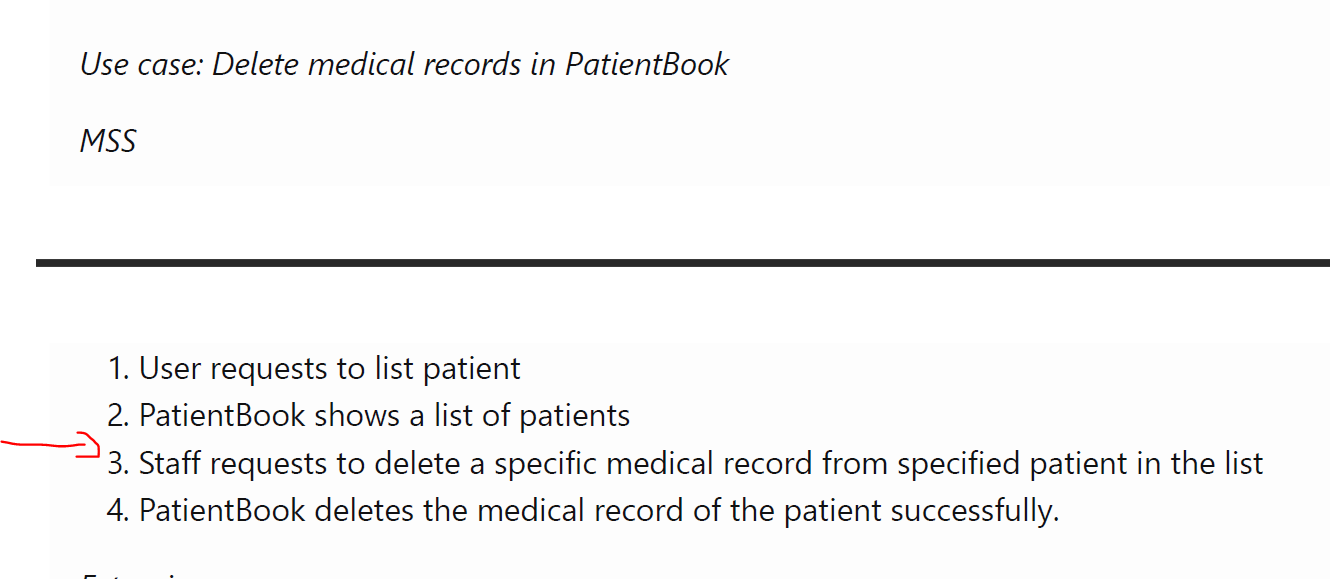 Use case: Delete medical records in PatientBook
MSS
1. User requests to list patient
2. PatientBook shows a list of patients
3. Staff requests to delete a specific medical record from specified patient in the list
4. PatientBook deletes the medical record of the patient successfully.